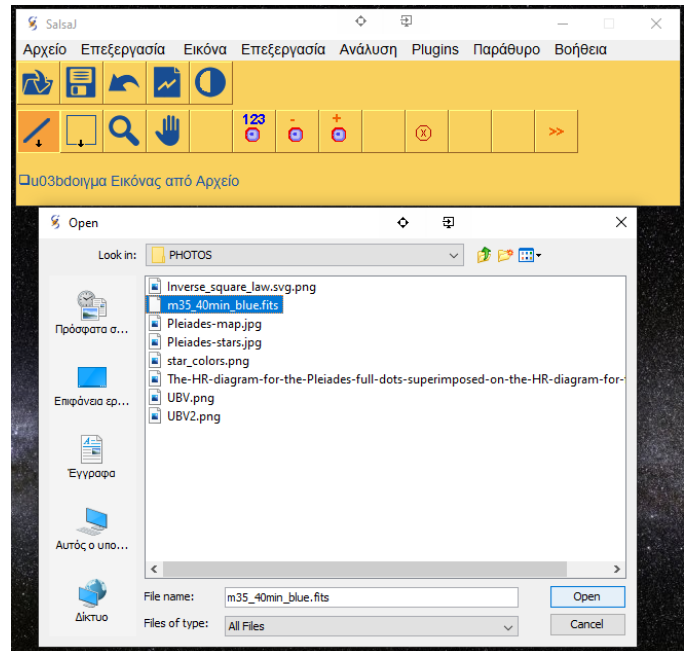 SalsaJ
Αρχείο Επεξεργασία Εικόνα Επεξεργασία Ανάλυση Plugins Παράθυρο Βοήθεια
123 - +
x >>
u03bdοιγμα Εικόνας από Αρχείο
Open
Look in: PHOTOS
Inverse_square_law.svg.png
m35_40min_blue.fits
Pleiades-map.jpg
Pleiades-stars.jpg
star_colors.png
The-HR-diagram-for-the-Pleiades-full-dots-superimposed-on-the-HR-diagram-for-
UBV.png
UBV2.png
Πρόσφατα σ...
Επιφάνεια ερ...
Έγγραφα
Αυτός ο υπο...
Δίκτυο
File name: m35_40min_blue.fits Open
Files of type: All Files Cancel